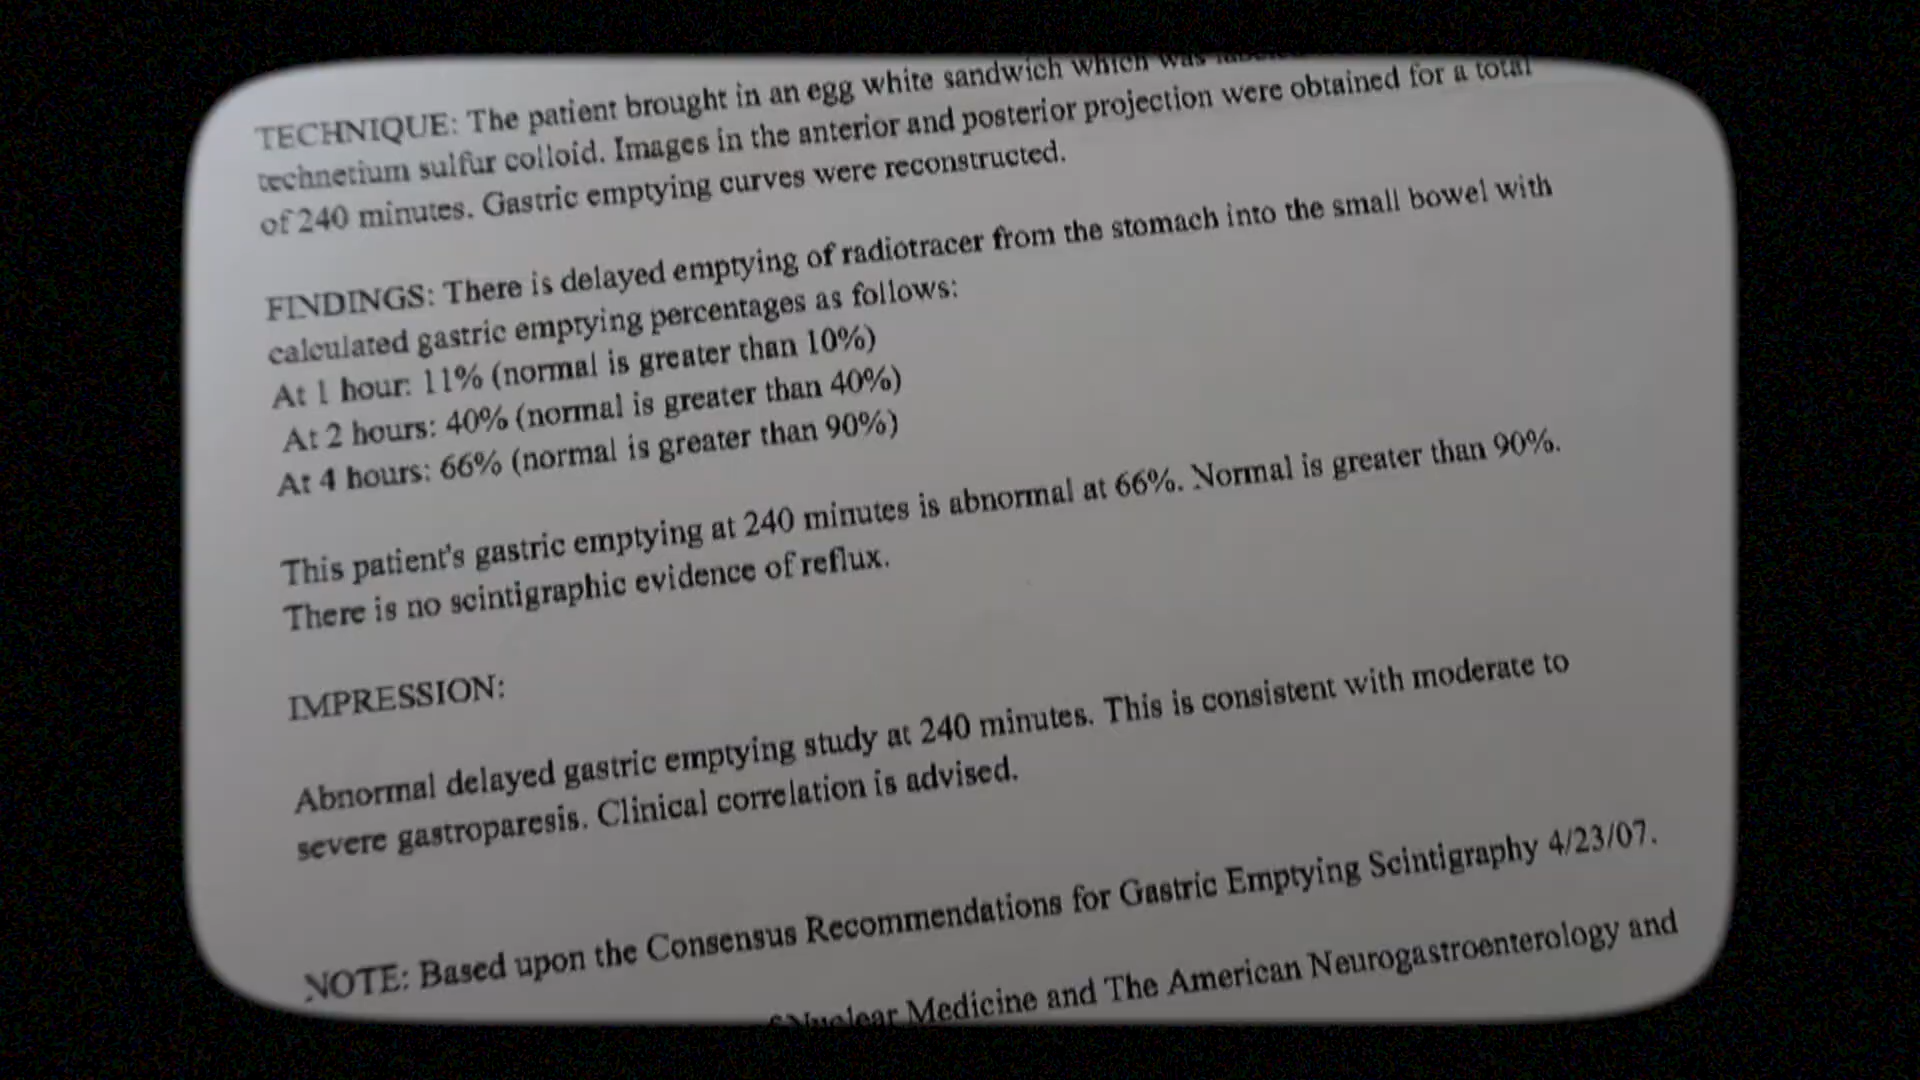 TECHNIQUE: The patient brought in an egg white sandwich which was
technetium sulfur colloid. Images in the anterior and posterior projection were obtained for a total
of 240 minutes. Gastric emptying curves were reconstructed.
FINDINGS: There is delayed emptying of radiotracer from the stomach into the small bowel with
calculated gastric emptying percentages as follows:
At 1 hour: 11% (normal is greater than 10%)
At 2 hours: 40% (normal is greater than 40%)
At 4 hours: 66% (normal is greater than 90%)
This patient's gastric emptying at 240 minutes is abnormal at 66%. Normal is greater than 90%.
There is no scintigraphic evidence of reflux.
IMPRESSION:
Abnormal delayed gastric emptying study at 240 minutes. This is consistent with moderate to
severe gastroparesis. Clinical correlation is advised.
NOTE: Based upon the Consensus Recommendations for Gastric Emptying Scintigraphy 4/23/07.
Nuclear Medicine and The American Neurogastroenterology and